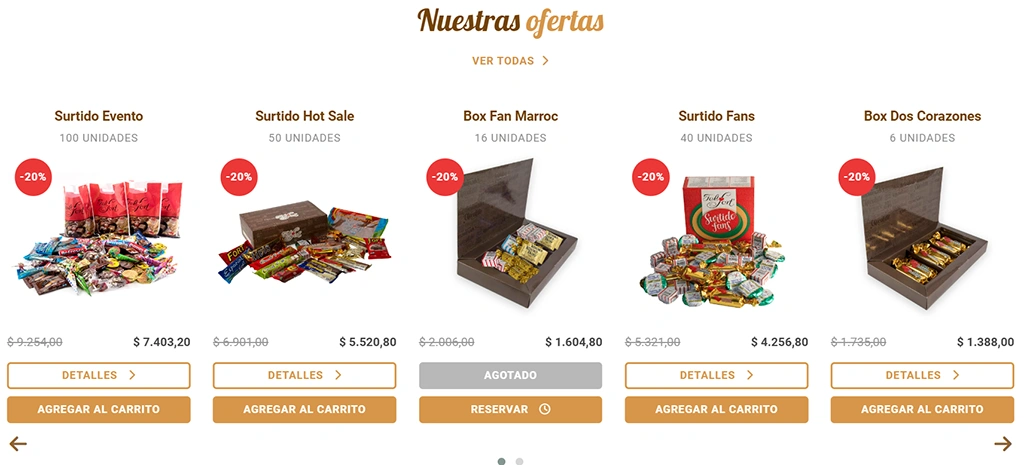 Nuestras ofertas
VER TODAS
Surtido Evento
100 UNIDADES
-20%
$ 9.254,00 $ 7.403,20
DETALLES
AGREGAR AL CARRITO
Surtido Hot Sale
50 UNIDADES
-20%
$ 6.901,00 $ 5.520,80
DETALLES
AGREGAR AL CARRITO
Box Fan Marroc
16 UNIDADES
-20%
$ 2.006,00 $ 1.604,80
AGOTADO
RESERVAR
Surtido Fans
40 UNIDADES
-20%
Surtido
Fans
$ 5.321,00 $ 4.256,80
DETALLES
AGREGAR AL CARRITO
Box Dos Corazones
6 UNIDADES
-20%
$ 1.735,00 $ 1.388,00
DETALLES
AGREGAR AL CARRITO